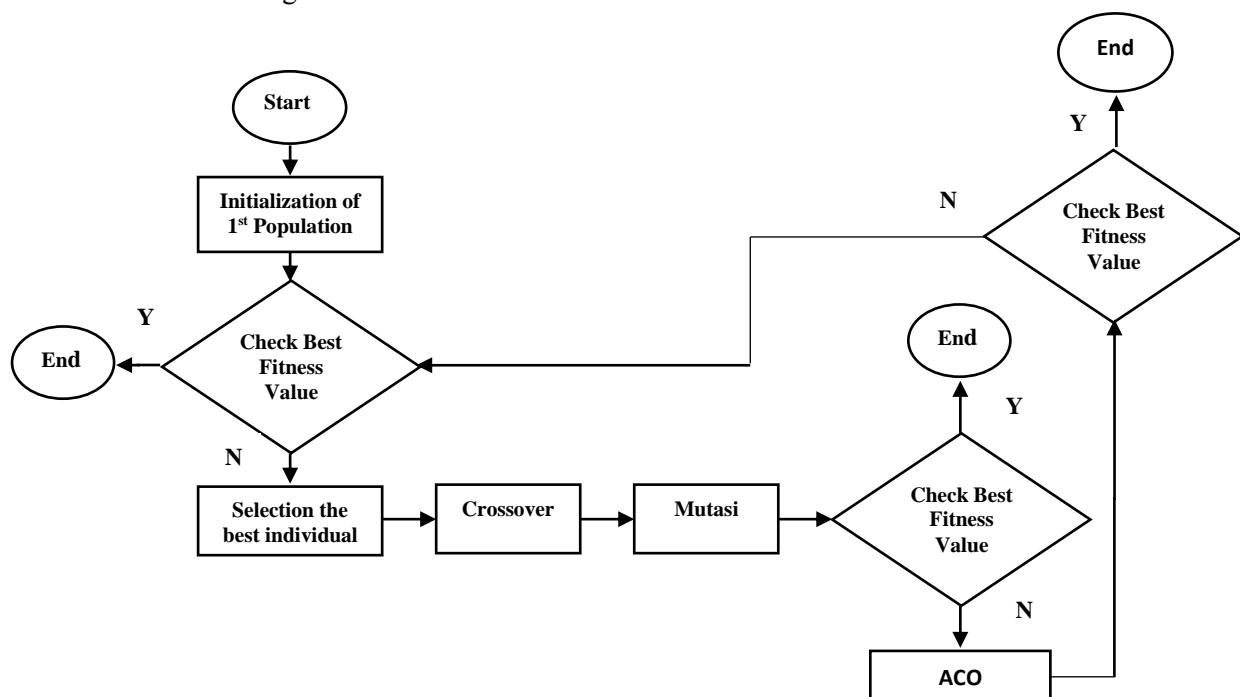 End
Start
Y
Initialization of
1st Population
N
Check Best
Fitness
Value
Y
End
Check Best
Fitness
Value
End
Y
N
Selection the
best individual
Crossover
Mutasi
Check Best
Fitness
Value
N
ACO